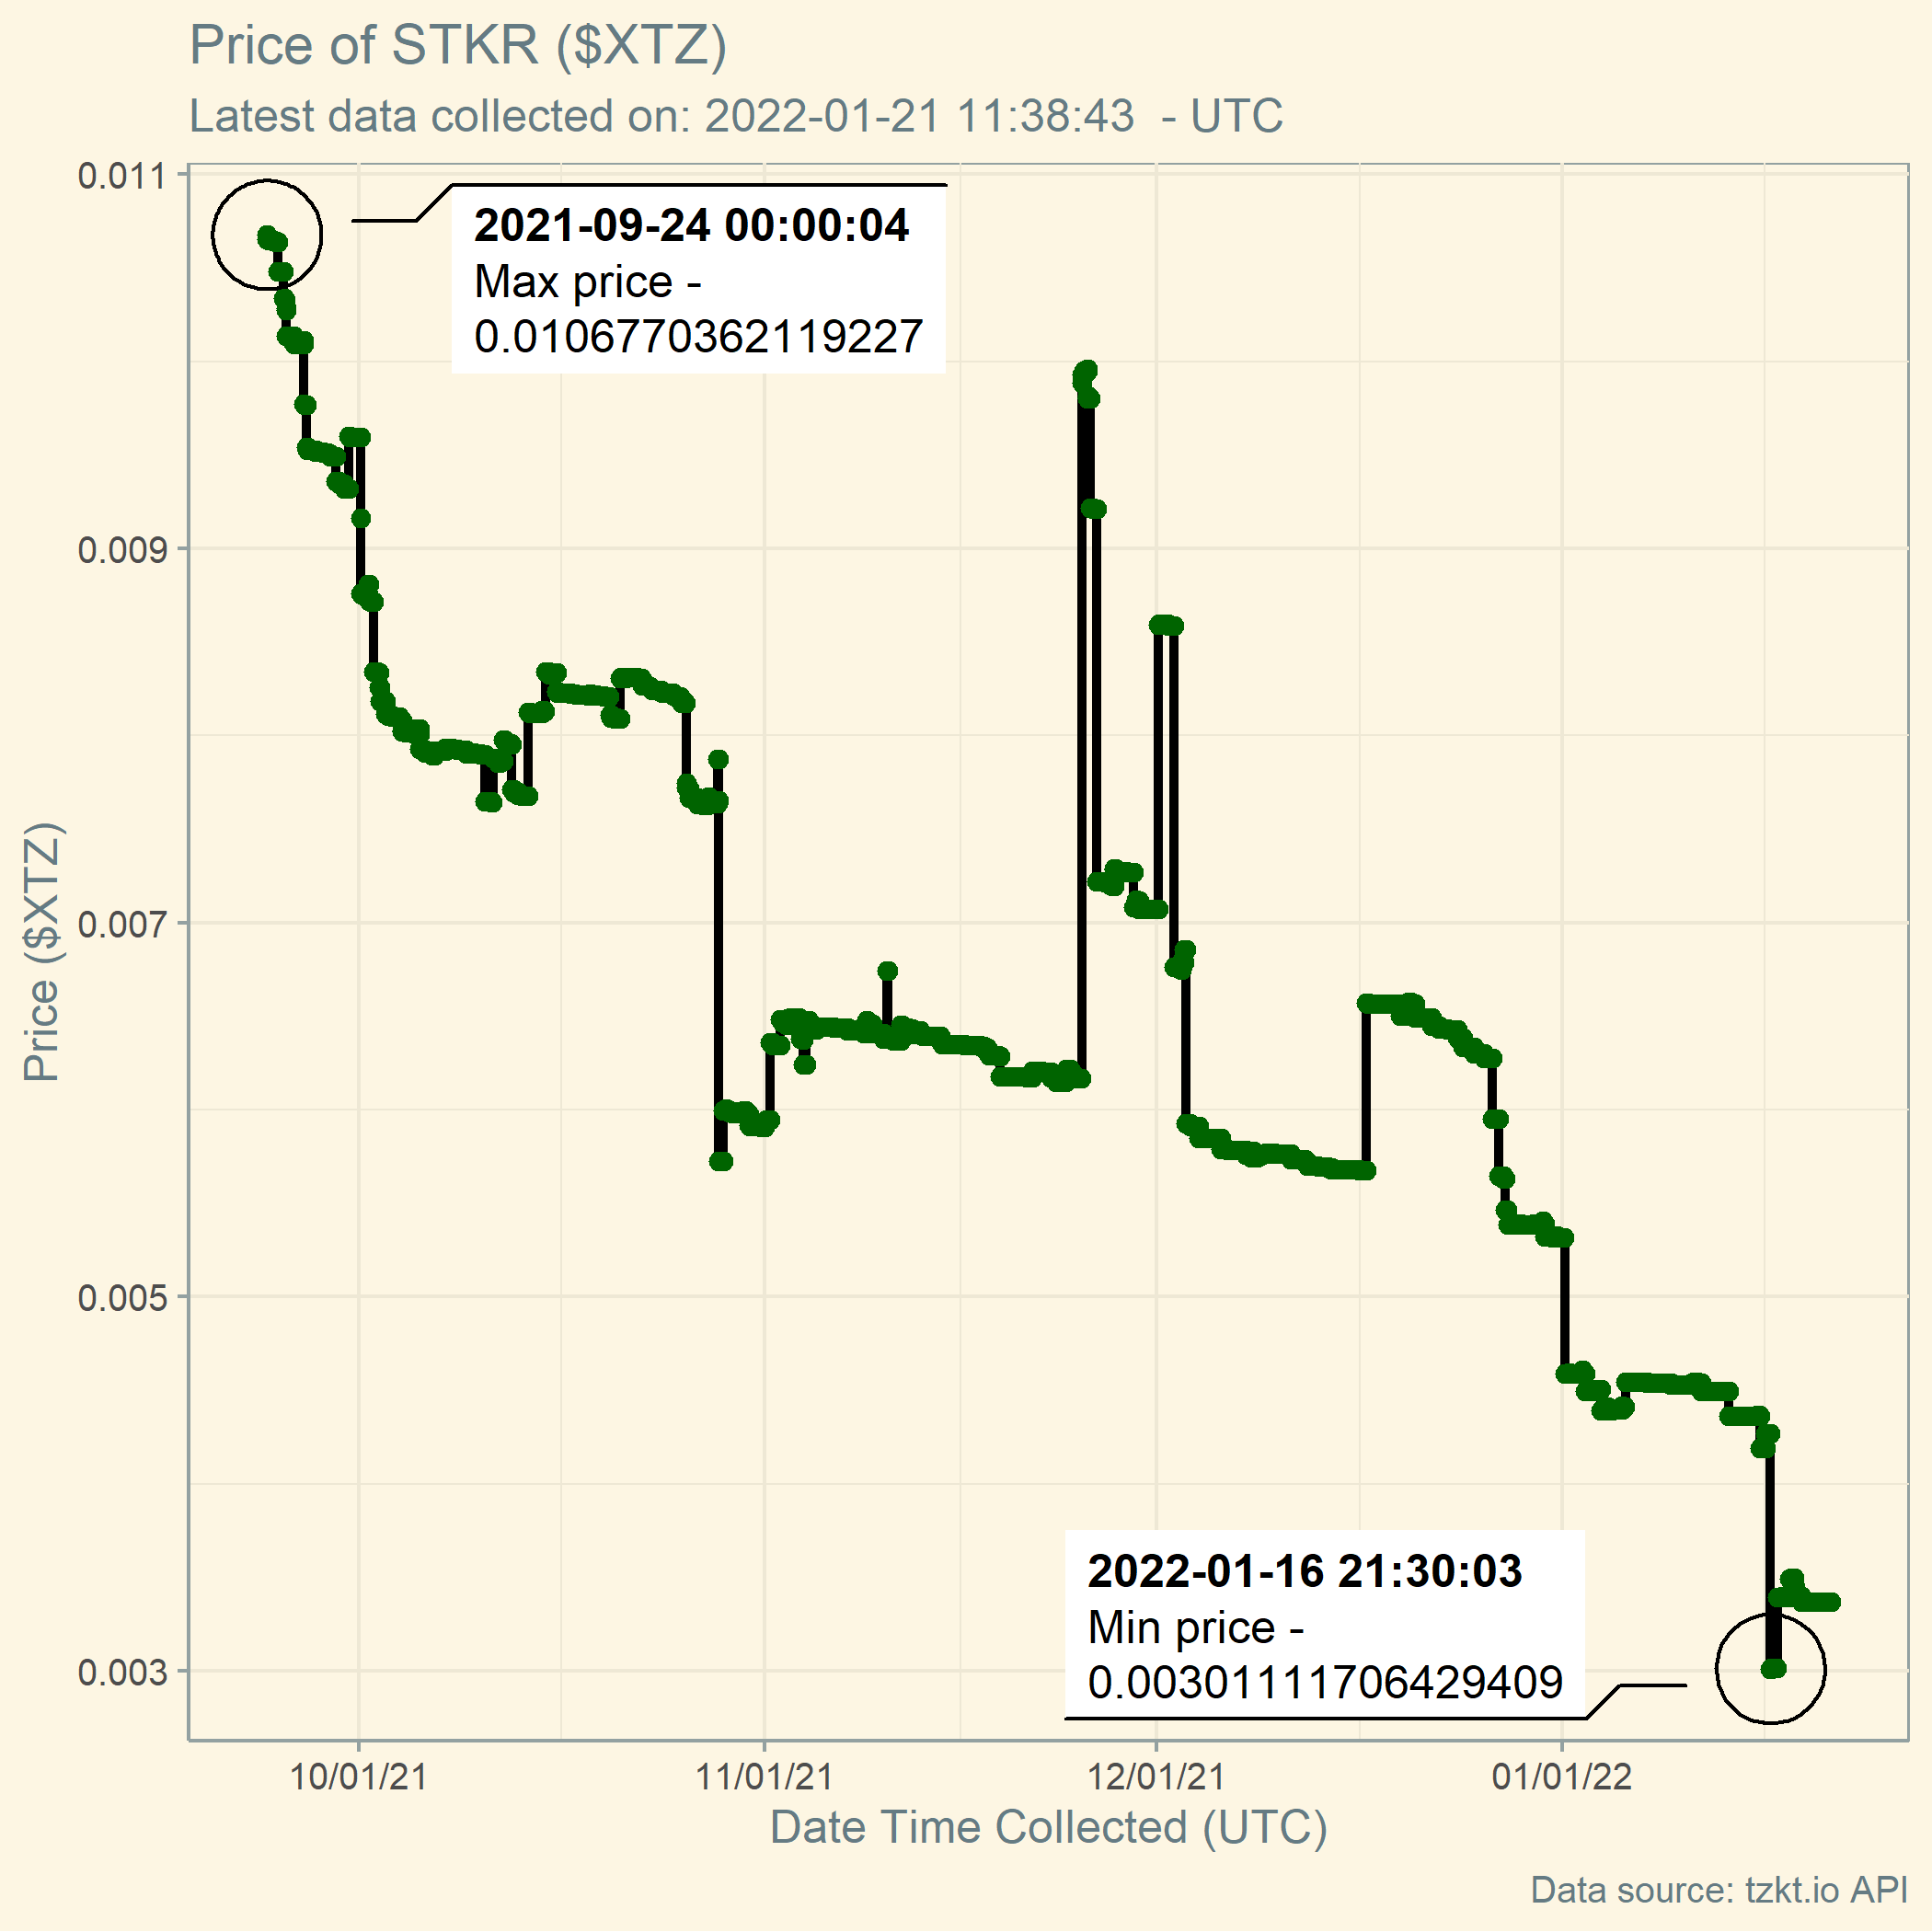 Price of STKR ($XTZ)
Latest data collected on: 2022-01-21 11:38:43  - UTC
0.011
0.009
0.007
0.005
0.003
Price ($XTZ)
2021-09-24 00:00:04
Max price -
0.0106770362119227
2022-01-16 21:30:03
Min price -
0.00301111706429409
10/01/21
11/01/21
12/01/21
01/01/22
Date Time Collected (UTC)
Data source: tzkt.io API